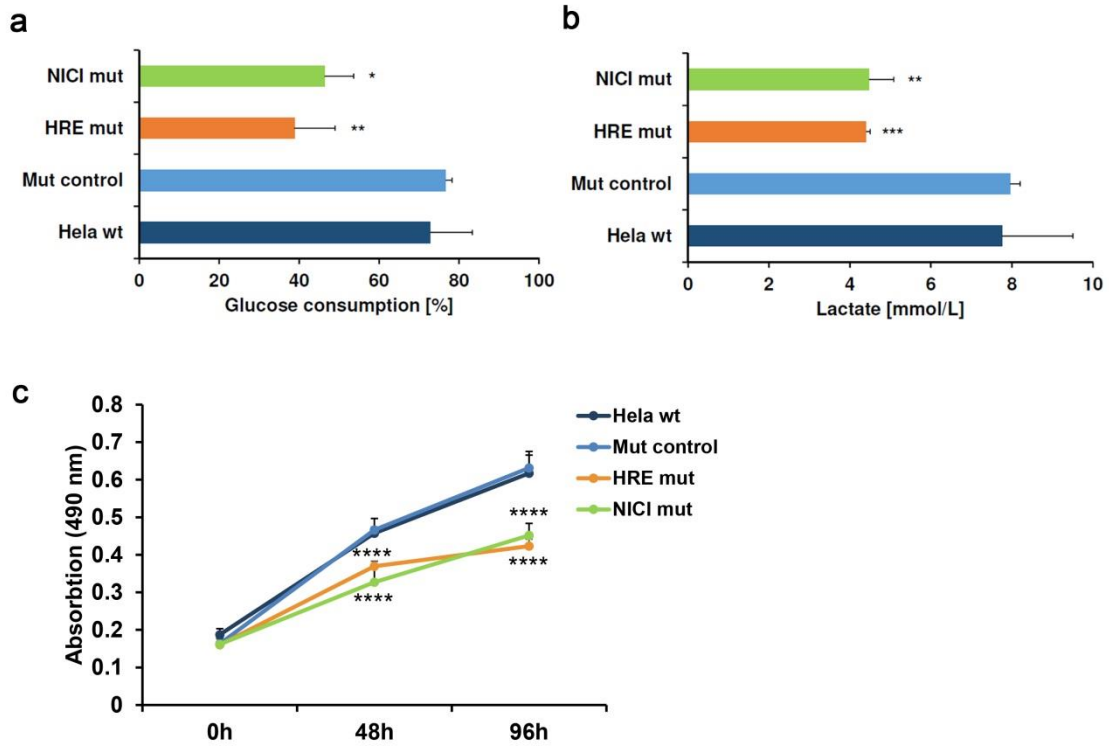 a
NICI mut
*
HRE mut
**
Mut control
Hela wt
0 20 40 60 80 100
Glucose consumption [%]
b
NICI mut
**
HRE mut
***
Mut control
Hela wt
0 2 4 6 8 10
Lactate [mmol/L]
c
Absorbtion (490 nm)
0.8
0.7
0.6
0.5
0.4
0.3
0.2
0.1
0
****
****
****
****
0h 48h 96h
Hela wt
Mut control
HRE mut
NICI mut